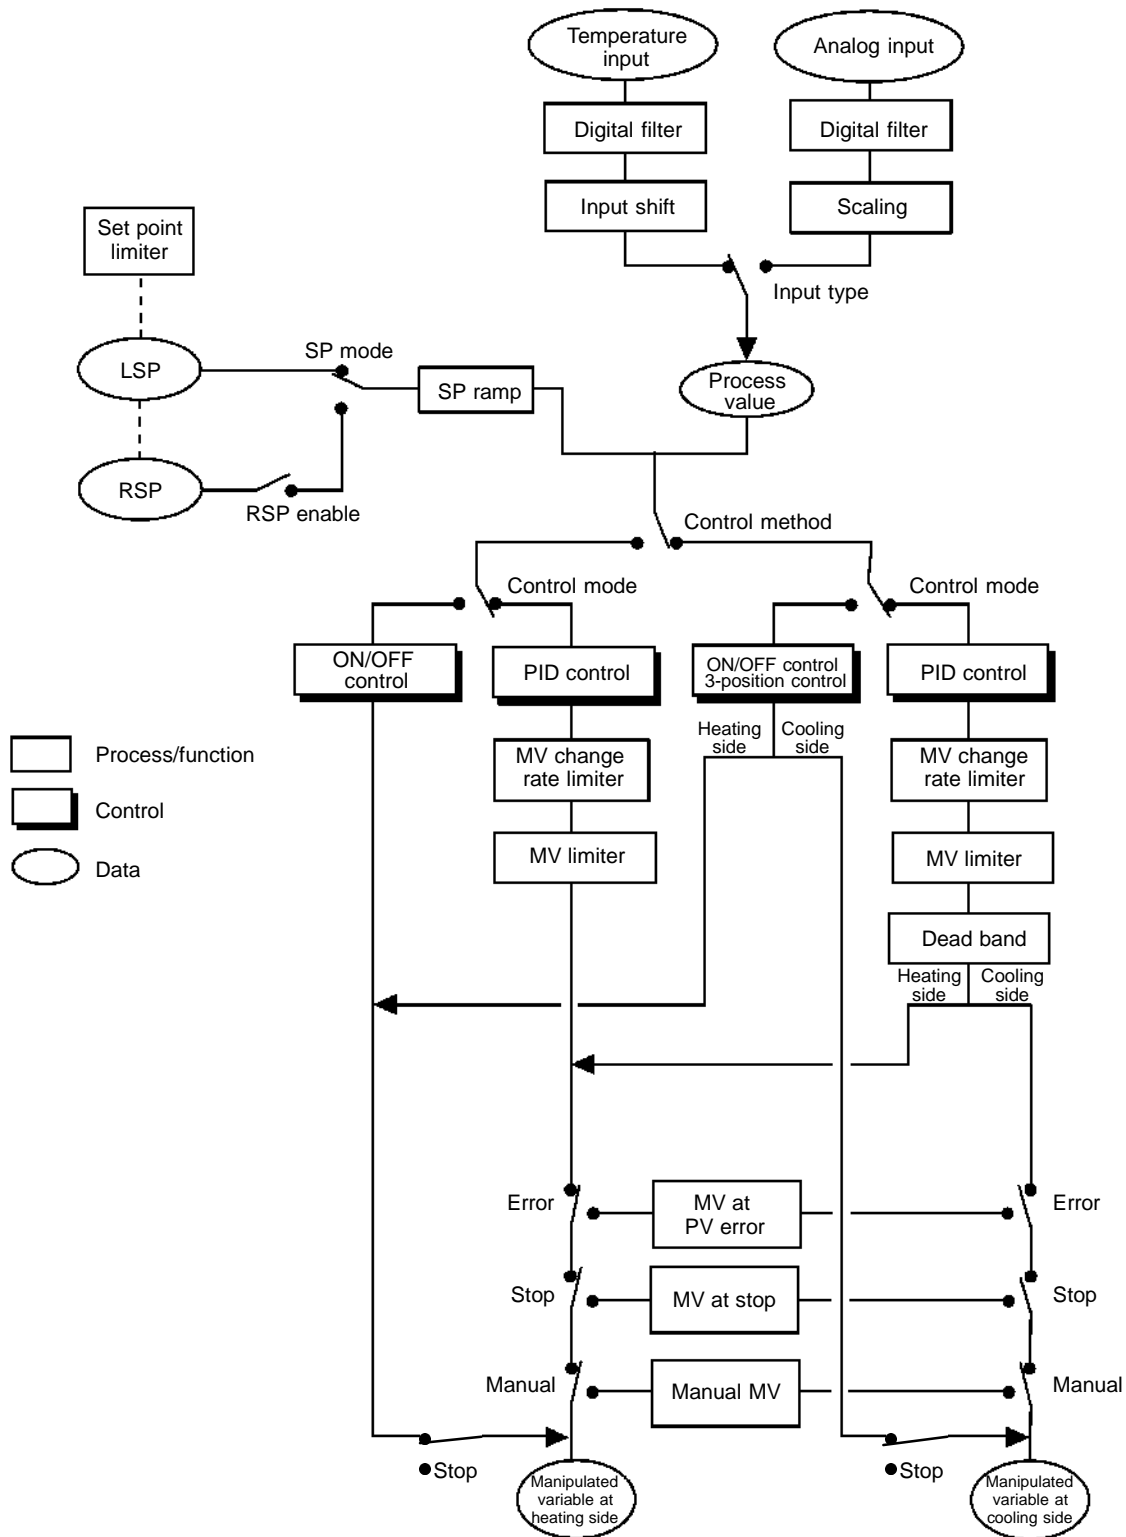 Temperature
input
Analog input
Digital filter
Digital filter
Input shift
Scaling
Set point
limiter
Input type
SP mode
LSP
SP ramp
Process
value
RSP
RSP enable
Control method
Control mode
Control mode
ON/OFF
control
PID control
ON/OFF control
3-position control
PID control
Heating
side
Cooling
side
Process/function
MV change
rate limiter
MV change
rate limiter
Control
MV limiter
MV limiter
Data
Dead band
Heating
side
Cooling
side
Error
MV at
PV error
Error
Stop
MV at stop
Stop
Manual
Manual MV
Manual
Stop
Stop
Manipulated
variable at
heating side
Manipulated
variable at
cooling side